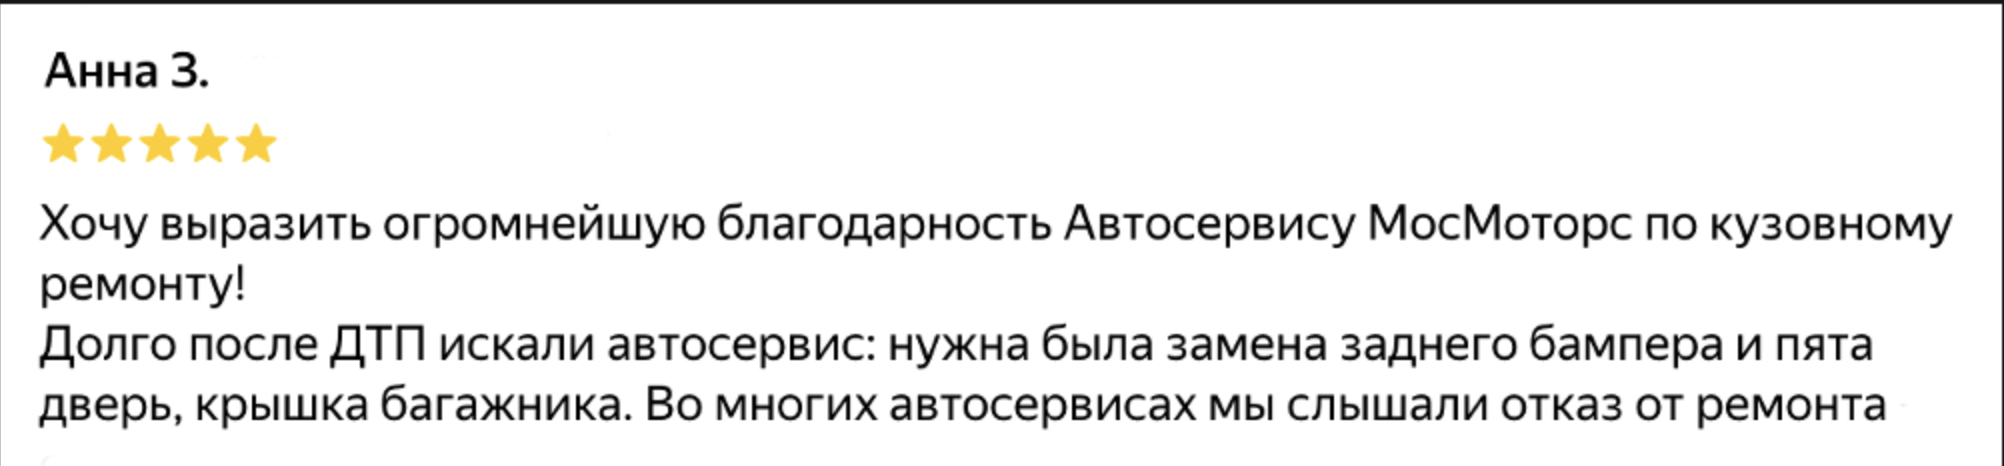 Анна З.
Хочу выразить огромнейшую благодарность Автосервису МосМоторс по кузовному
ремонту!
Долго после ДТП искали автосервис: нужна была замена заднего бампера и пята
дверь, крышка багажника. Во многих автосервисах мы слышали отказ от ремонта